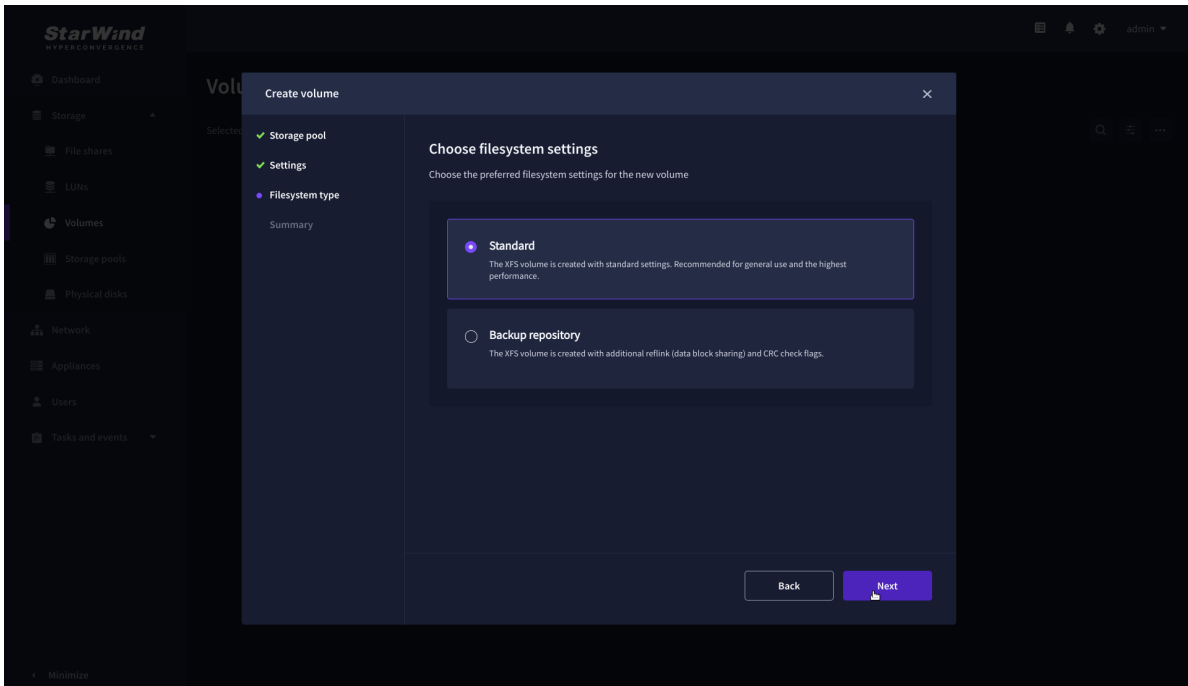 StarWind
HYPERCONVERGENCE
admin
Dashboard
Storage
File shares
LUNs
Volumes
Storage pools
Physical disks
Network
Appliances
Users
Tasks and events
Minimize
Create volume
Storage pool
Settings
Filesystem type
Summary
Choose filesystem settings
Choose the preferred filesystem settings for the new volume
Standard
The XFS volume is created with standard settings. Recommended for general use and the highest
performance.
Backup repository
The XFS volume is created with additional reflink (data block sharing) and CRC check flags.
Back
Next